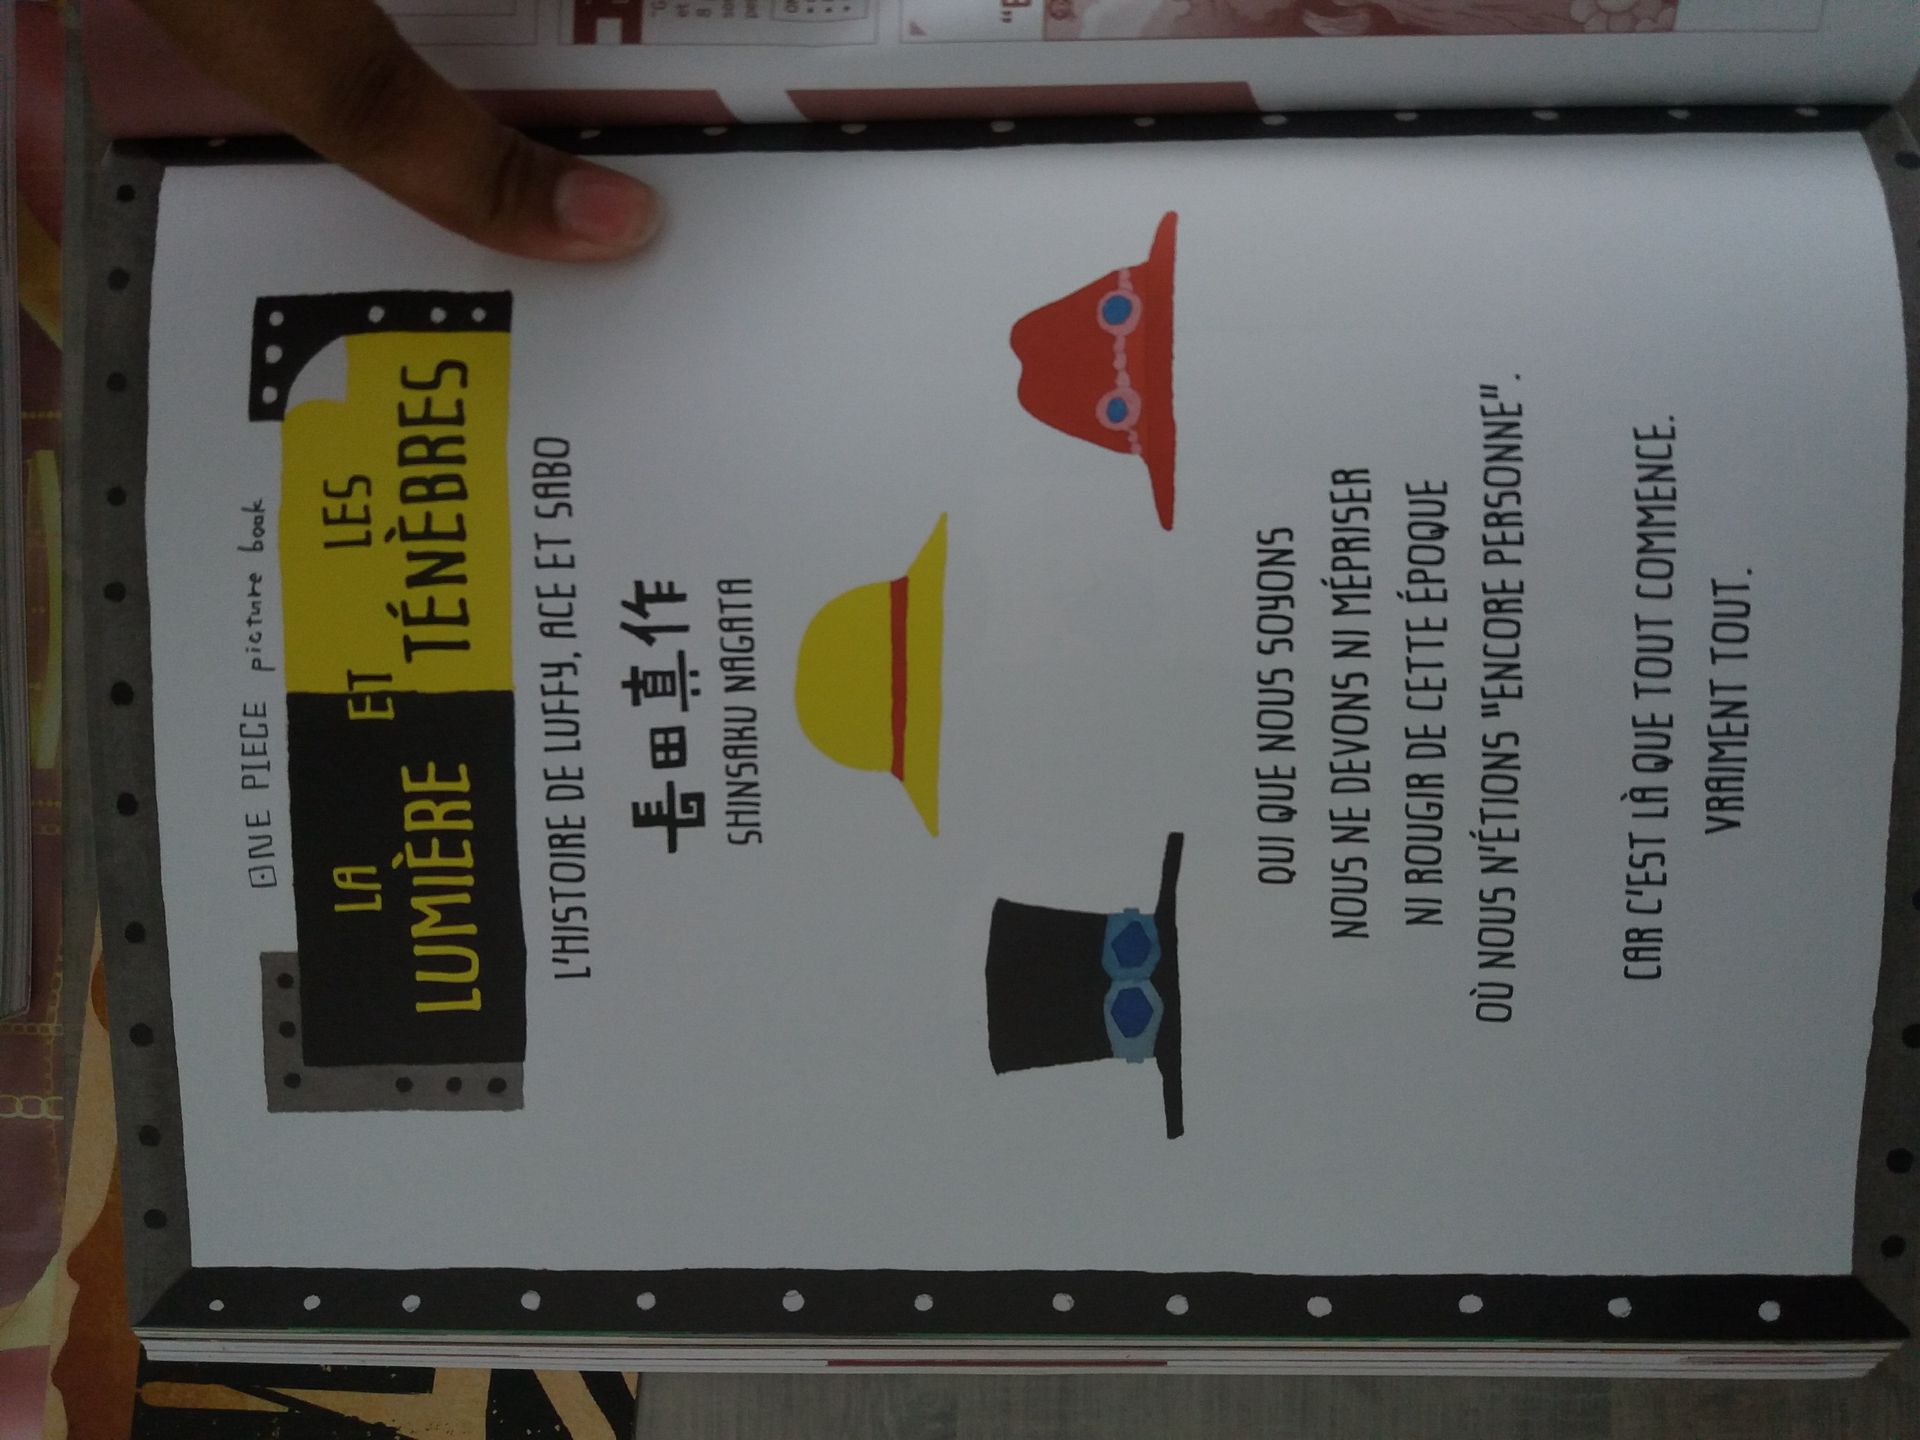 ONE PIECE picture book
LA LUMIÈRE ET LES TÉNÈBRES
L'HISTOIRE DE LUFFY, ACE ET SABO
長田真作
SHINSAKU NAGATA
QUI QUE NOUS SOYONS
NOUS NE DEVONS NI MÉPRISER
NI ROUGIR DE CETTE ÉPOQUE
OÙ NOUS N'ÉTIONS "ENCORE PERSONNE".
CAR C'EST LÀ QUE TOUT COMMENCE.
VRAIMENT TOUT.